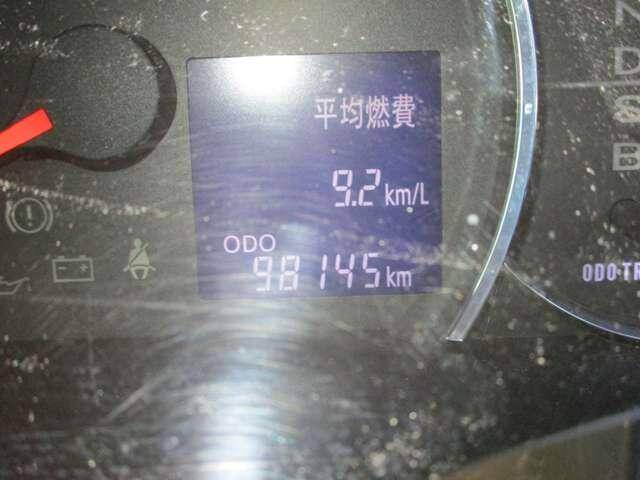 平均燃費
9.2 km/L
ODO
98145 km
N
D
S
B
ODO·TR